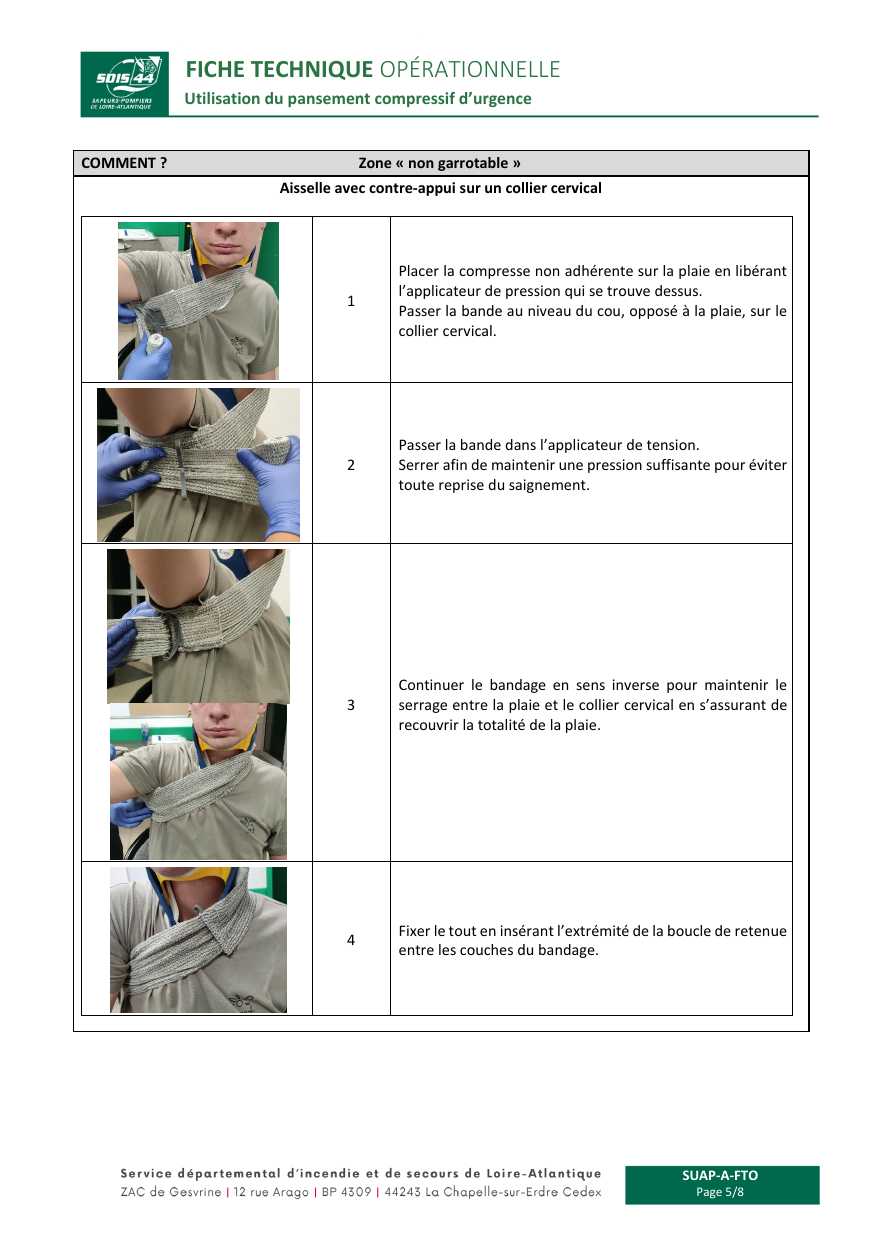 SDIS 44
SAPEURS-POMPIERS
DE LOIRE-ATLANTIQUE
FICHE TECHNIQUE OPÉRATIONNELLE
Utilisation du pansement compressif d’urgence
COMMENT ? Zone « non garrotable »
Aisselle avec contre-appui sur un collier cervical
1
Placer la compresse non adhérente sur la plaie en libérant
l’applicateur de pression qui se trouve dessus.
Passer la bande au niveau du cou, opposé à la plaie, sur le
collier cervical.
2
Passer la bande dans l’applicateur de tension.
Serrer afin de maintenir une pression suffisante pour éviter
toute reprise du saignement.
3
Continuer le bandage en sens inverse pour maintenir le
serrage entre la plaie et le collier cervical en s’assurant de
recouvrir la totalité de la plaie.
4
Fixer le tout en insérant l’extrémité de la boucle de retenue
entre les couches du bandage.
Service départemental d’incendie et de secours de Loire-Atlantique
ZAC de Gesvrine | 12 rue Arago | BP 4309 | 44243 La Chapelle-sur-Erdre Cedex
SUAP-A-FTO
Page 5/8